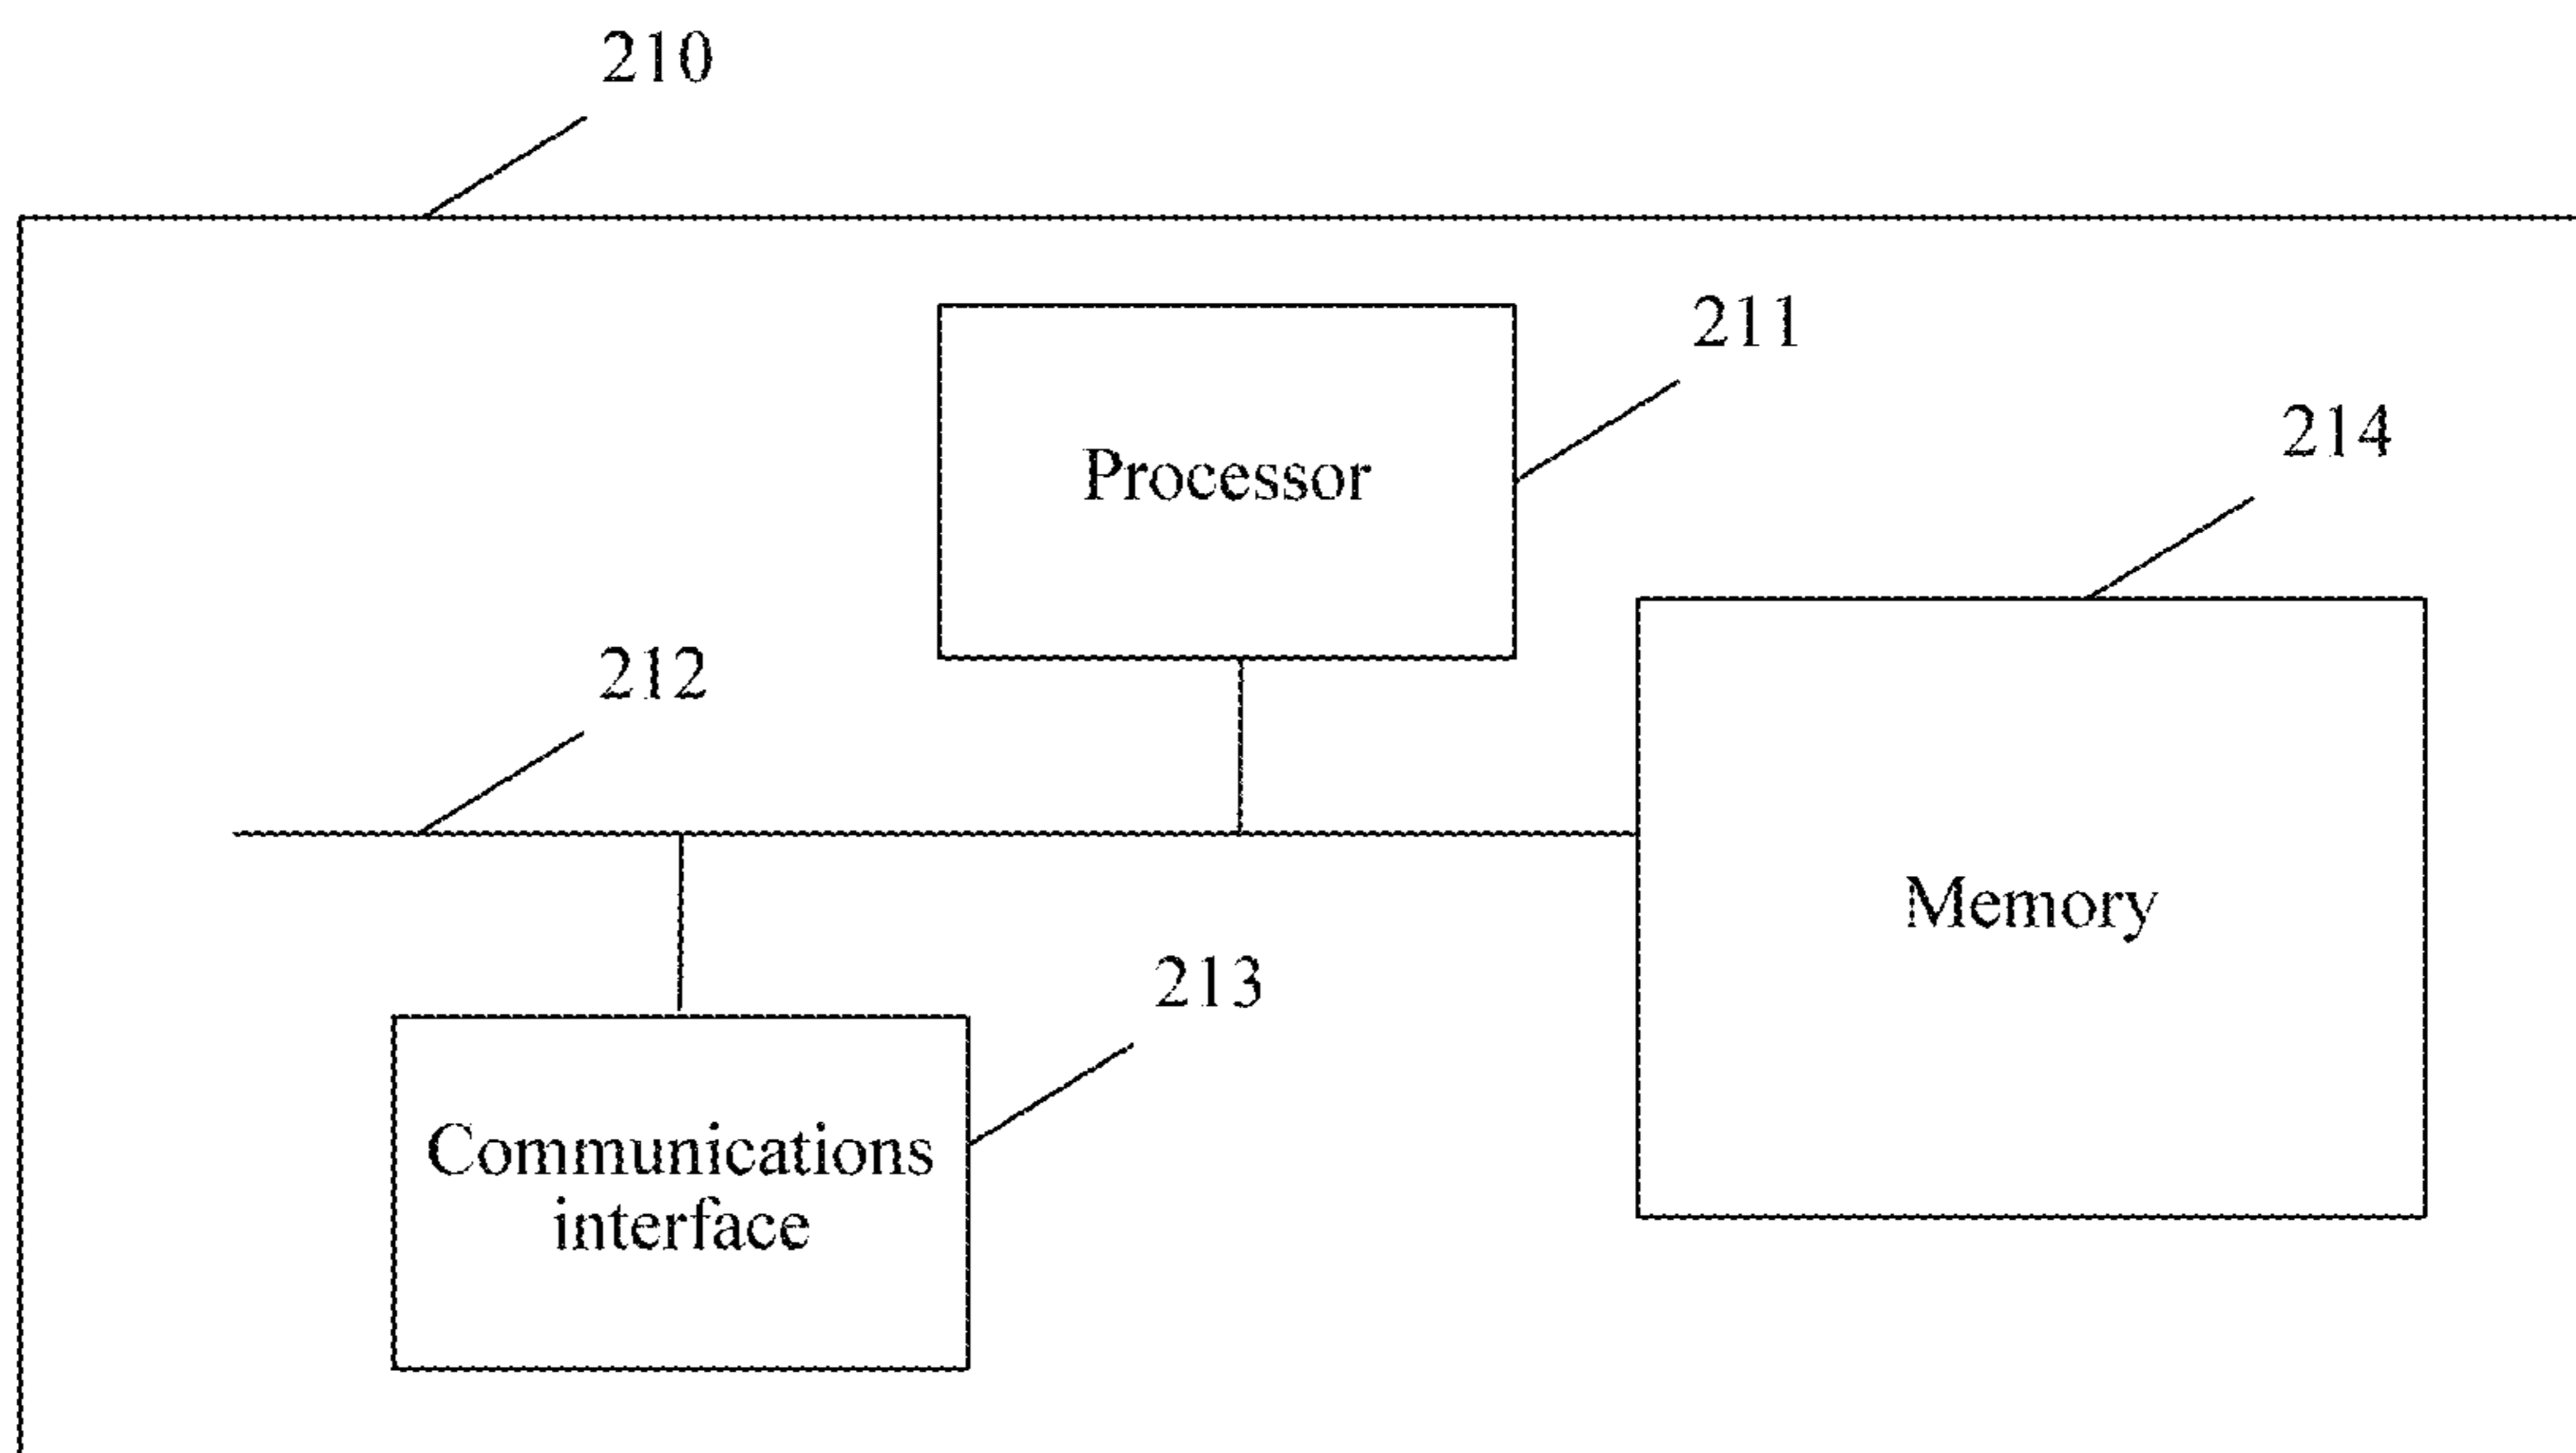 210
211
Processor
214
212
Memory
213
Communications
interface